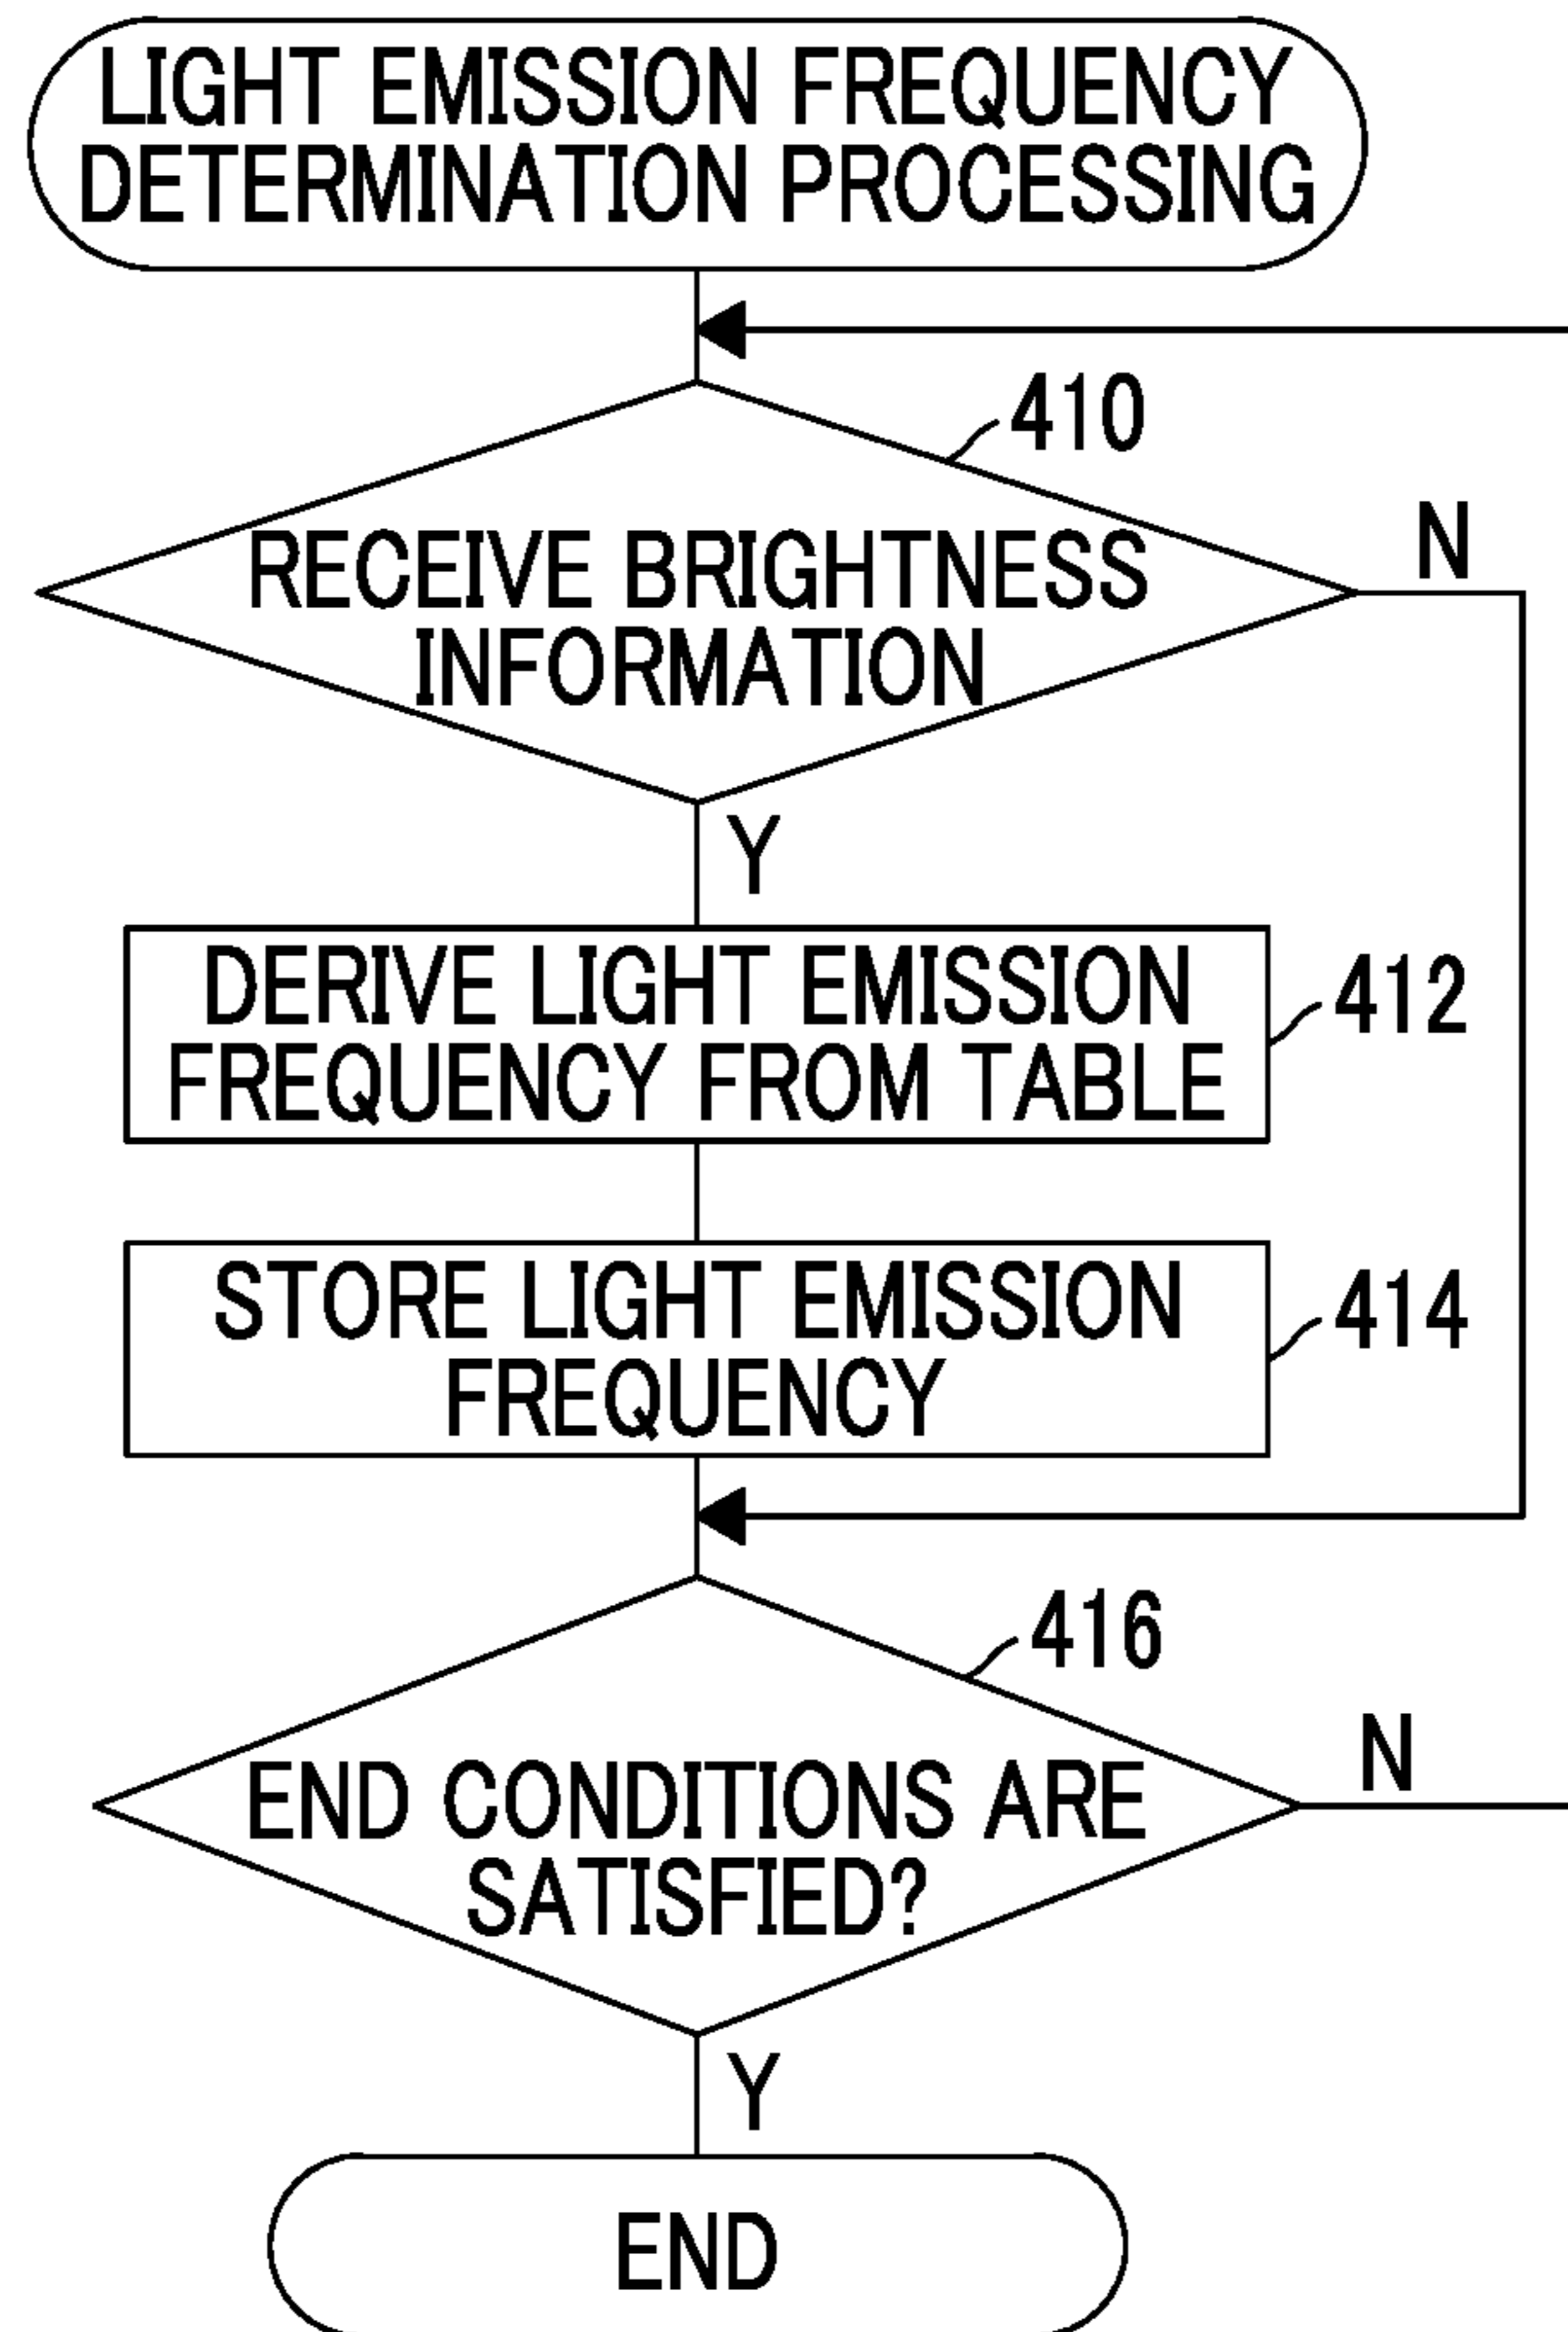 LIGHT EMISSION FREQUENCY
DETERMINATION PROCESSING
410
N
RECEIVE BRIGHTNESS
INFORMATION
Y
DERIVE LIGHT EMISSION
FREQUENCY FROM TABLE
412
STORE LIGHT EMISSION
FREQUENCY
414
416
N
END CONDITIONS ARE
SATISFIED?
Y
END